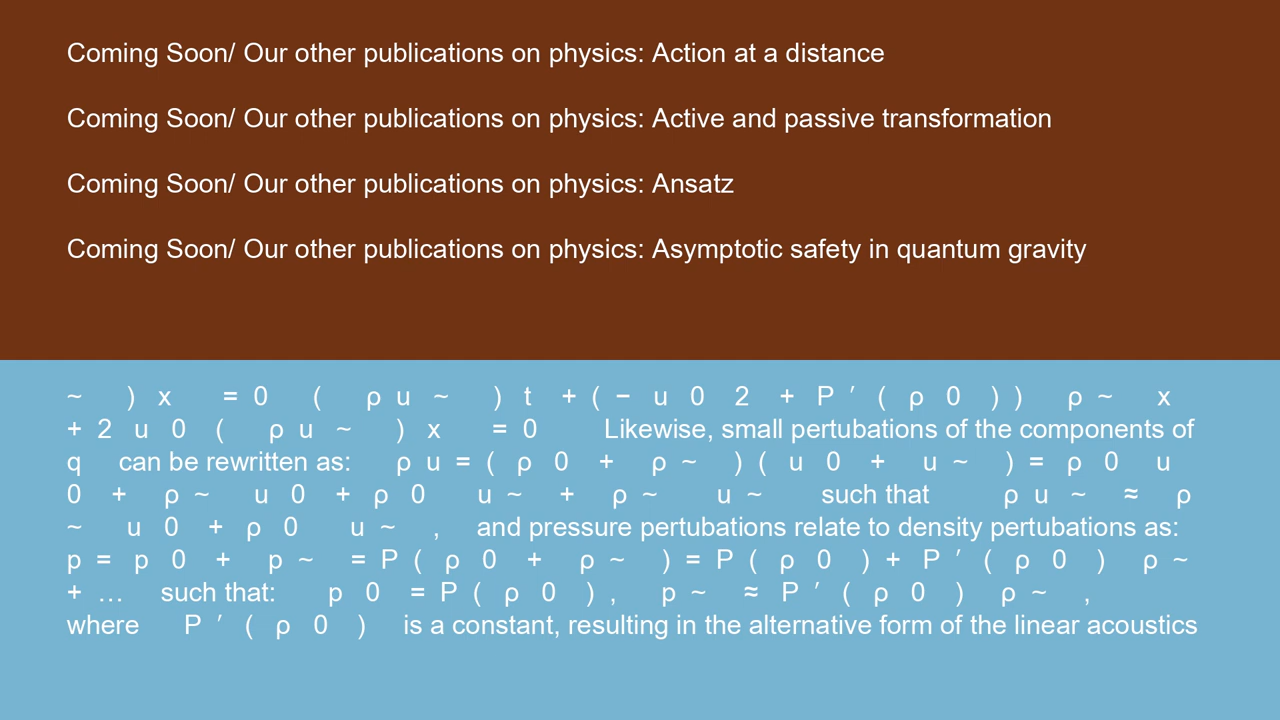 Coming Soon/ Our other publications on physics: Action at a distance
Coming Soon/ Our other publications on physics: Active and passive transformation
Coming Soon/ Our other publications on physics: Ansatz
Coming Soon/ Our other publications on physics: Asymptotic safety in quantum gravity
~ ) x = 0 ( ρ u ~ ) t + ( − u 0 2 + P ′ ( ρ 0 ) ) ρ ~ x
+ 2 u 0 ( ρ u ~ ) x = 0 Likewise, small pertubations of the components of
q can be rewritten as: ρ u = ( ρ 0 + ρ ~ ) ( u 0 + u ~ ) = ρ 0 u
0 + ρ ~ u 0 + ρ 0 u ~ + ρ ~ u ~ such that ρ u ~ ≈ ρ
~ u 0 + ρ 0 u ~ , and pressure pertubations relate to density pertubations as:
p = p 0 + p ~ = P ( ρ 0 + ρ ~ ) = P ( ρ 0 ) + P ′ ( ρ 0 ) ρ ~
+ … such that: p 0 = P ( ρ 0 ) , p ~ ≈ P ′ ( ρ 0 ) ρ ~ ,
where P ′ ( ρ 0 ) is a constant, resulting in the alternative form of the linear acoustics